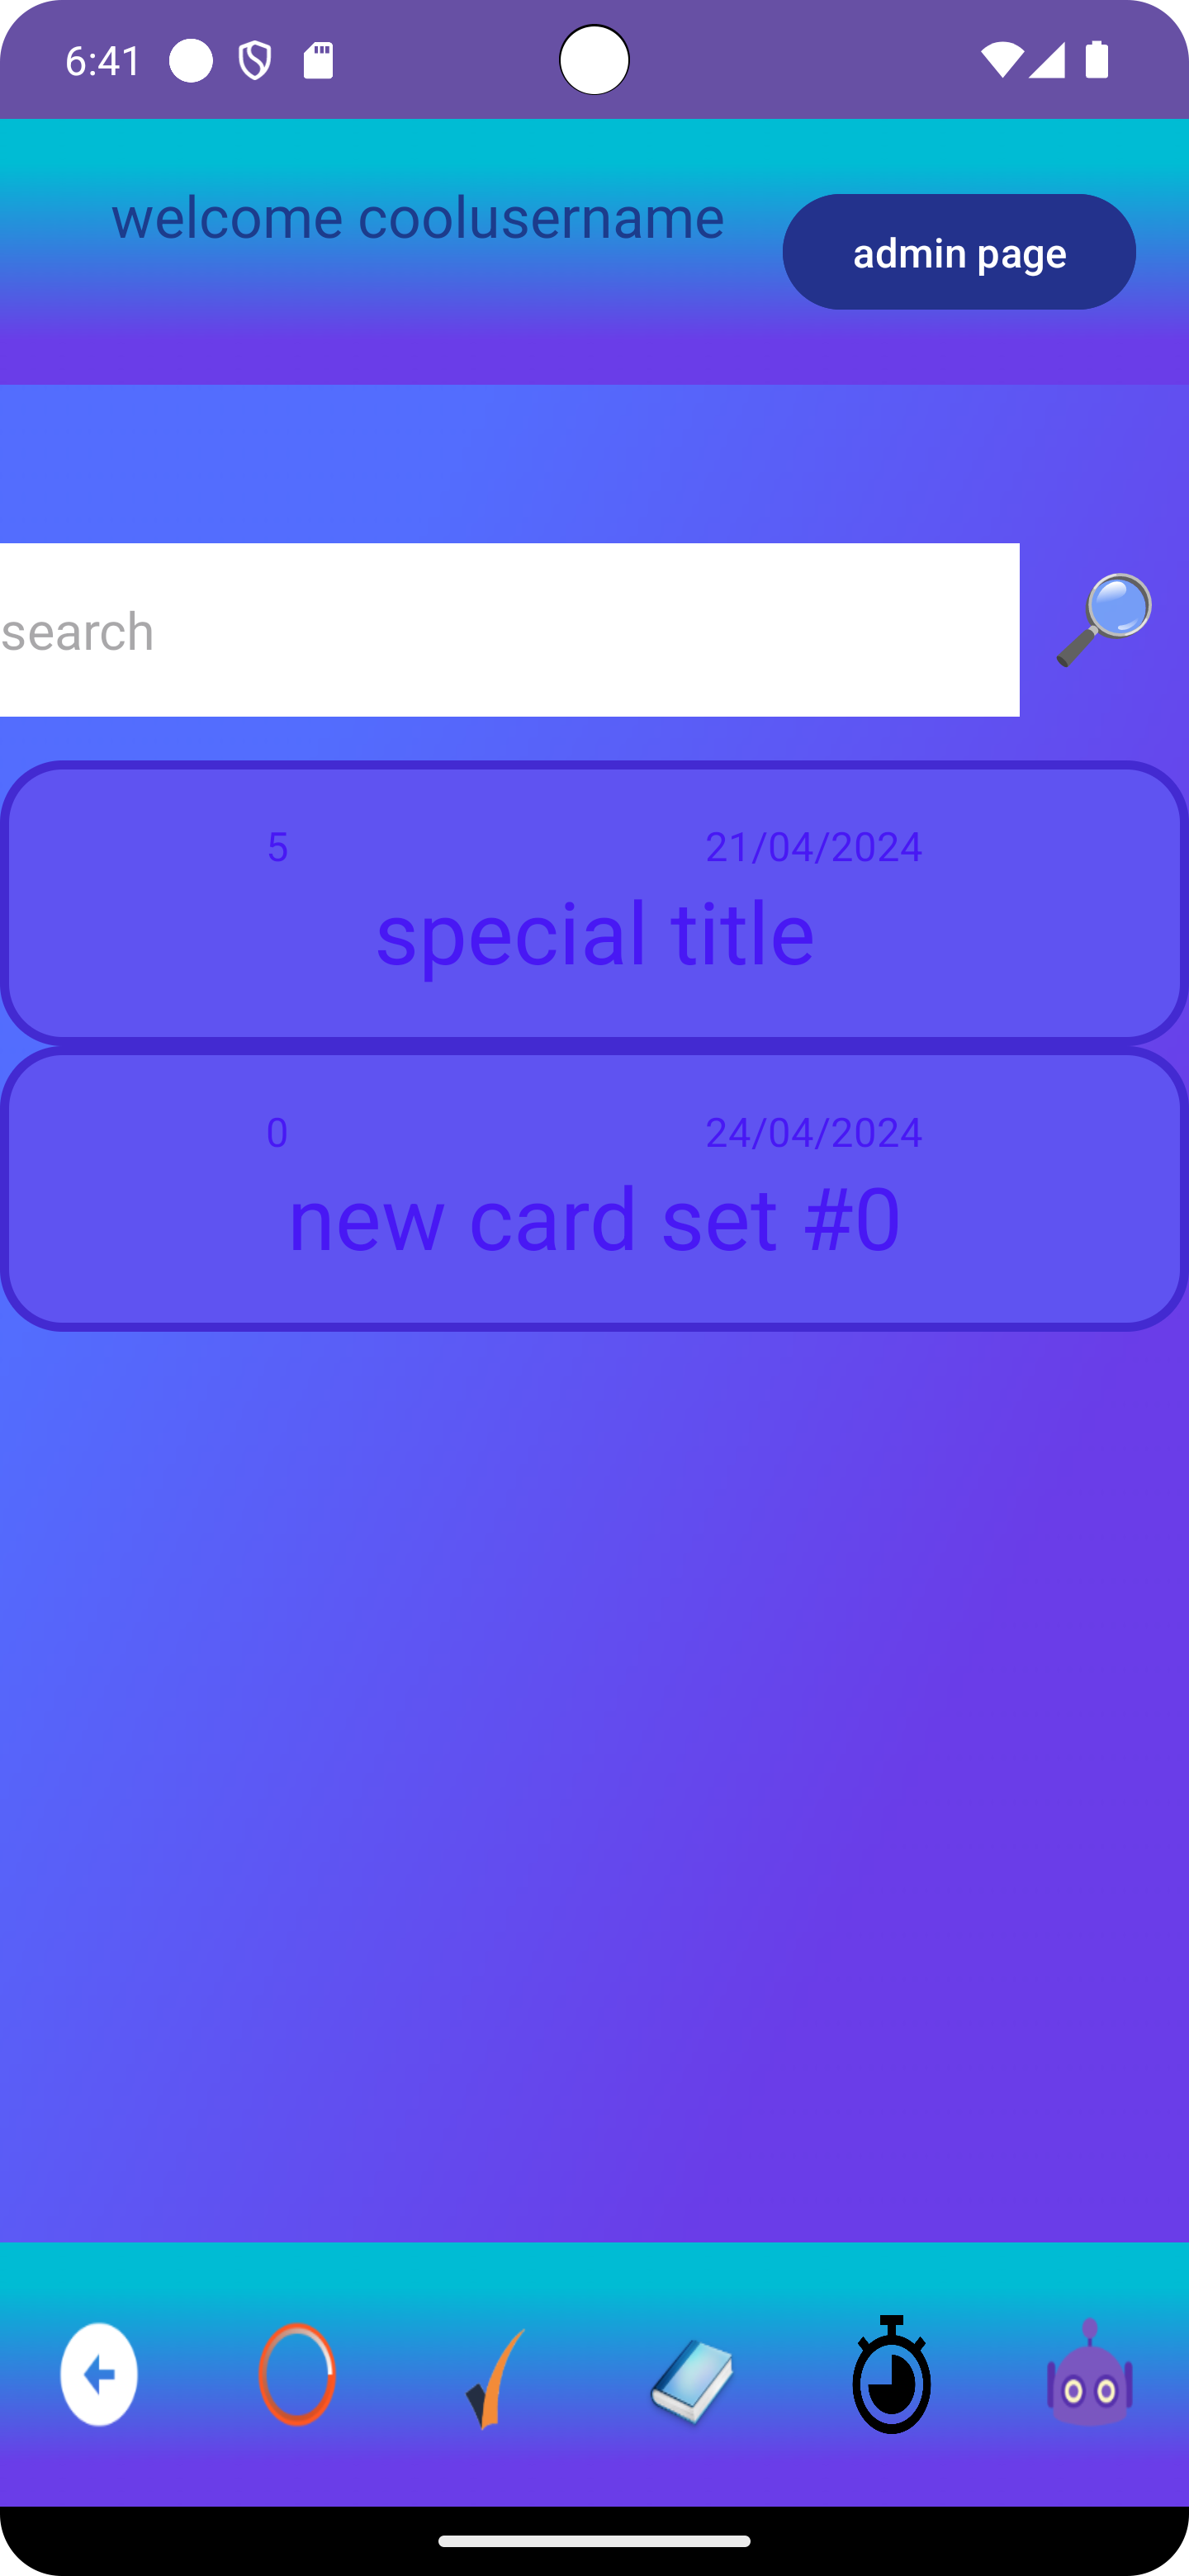 6:41
welcome coolusername
admin page
search
5 21/04/2024
special title
0 24/04/2024
new card set #0